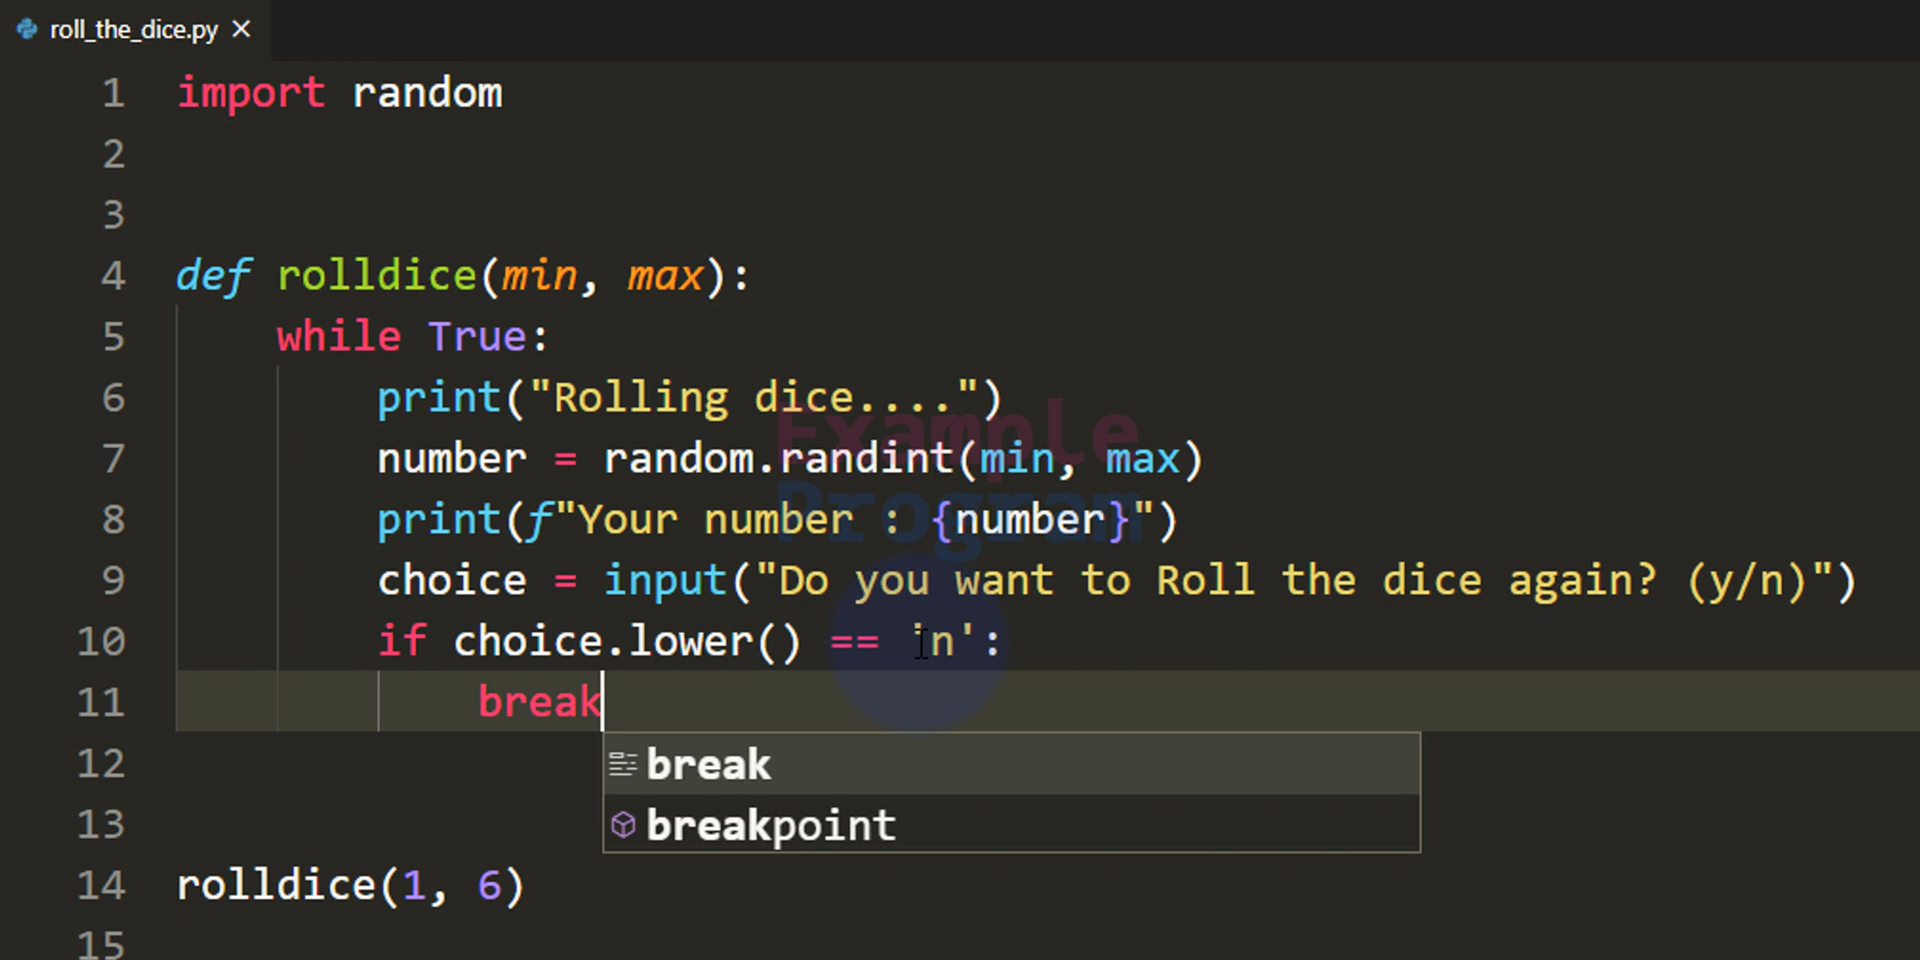 roll_the_dice.py
1 import random
2
3
4 def rolldice(min, max):
5 while True:
6 print("Rolling dice....")
7 number = random.randint(min, max)
8 print(f"Your number : {number}")
9 choice = input("Do you want to Roll the dice again? (y/n)")
10 if choice.lower() == 'n':
11 break
break
breakpoint
12
13
14 rolldice(1, 6)
15
Example
Program